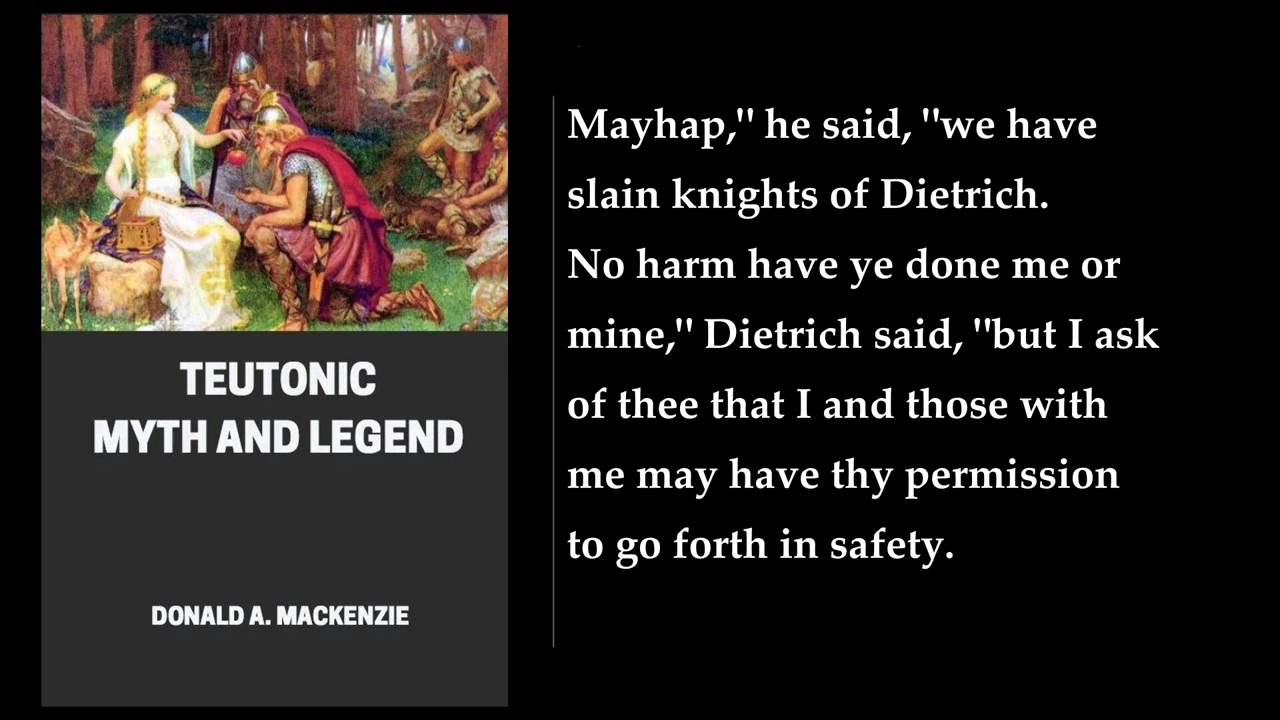 TEUTONIC
MYTH AND LEGEND
DONALD A. MACKENZIE
Mayhap," he said, "we have
slain knights of Dietrich.
No harm have ye done me or
mine," Dietrich said, "but I ask
of thee that I and those with
me may have thy permission
to go forth in safety.